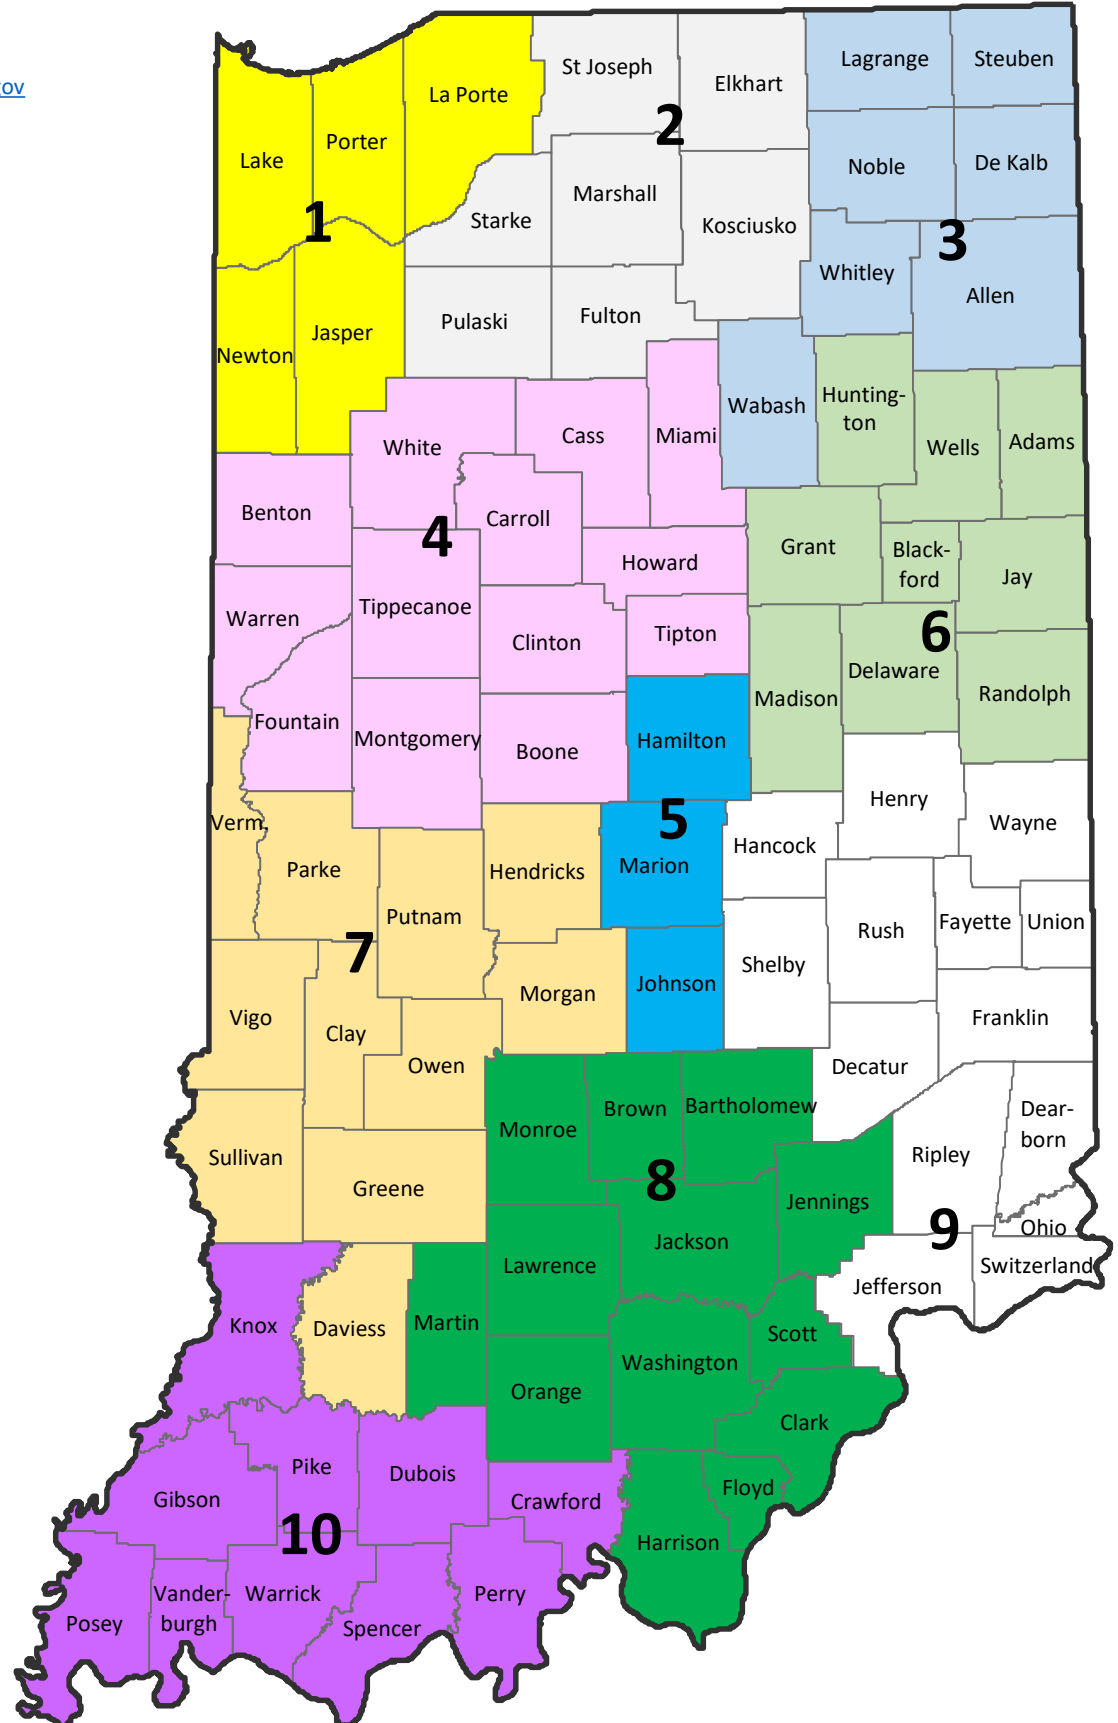 gov
Lagrange
Steuben
St Joseph
Elkhart
La Porte
2
Porter
Lake
Noble
De Kalb
Marshall
1
Starke
Kosciusko
3
Whitley
Allen
Pulaski
Fulton
Jasper
Newton
Wabash
Hunting-
ton
Cass
Miami
White
Wells
Adams
Benton
Carroll
4
Grant
Black-
ford
Jay
Howard
Warren
Tippecanoe
Clinton
Tipton
6
Delaware
Madison
Randolph
Fountain
Montgomery
Boone
Hamilton
Henry
5
Verm.
Wayne
Hancock
Marion
Parke
Hendricks
Putnam
Rush
Fayette
Union
7
Shelby
Morgan
Johnson
Vigo
Clay
Franklin
Owen
Decatur
Brown
Bartholomew
Dear-
born
Monroe
Sullivan
Ripley
Greene
8
Jennings
9
Ohio
Jackson
Lawrence
Switzerland
Jefferson
Knox
Daviess
Martin
Scott
Washington
Orange
Clark
Pike
Dubois
Floyd
Gibson
Crawford
10
Harrison
Vander-
burgh
Warrick
Perry
Posey
Spencer